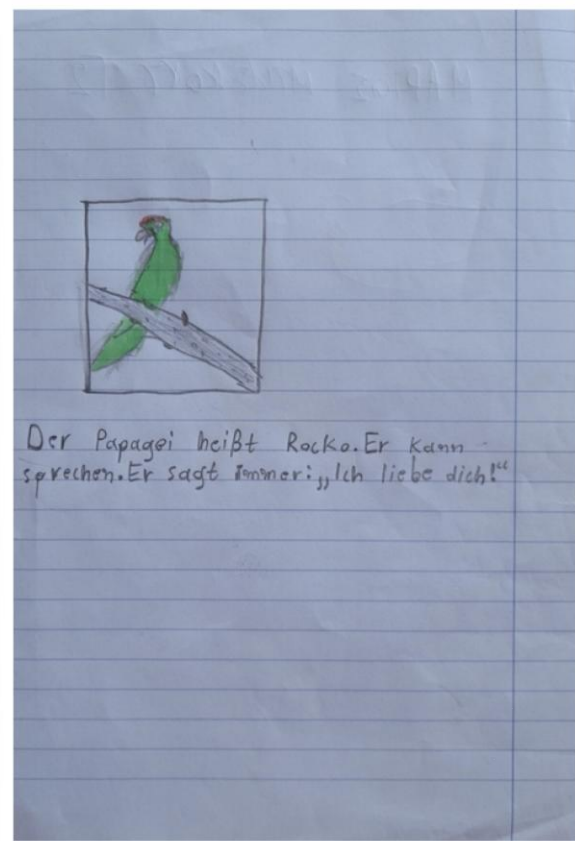 Der Papagei heißt Rocko. Er kann
sprechen. Er sagt immer: „Ich liebe dich!“